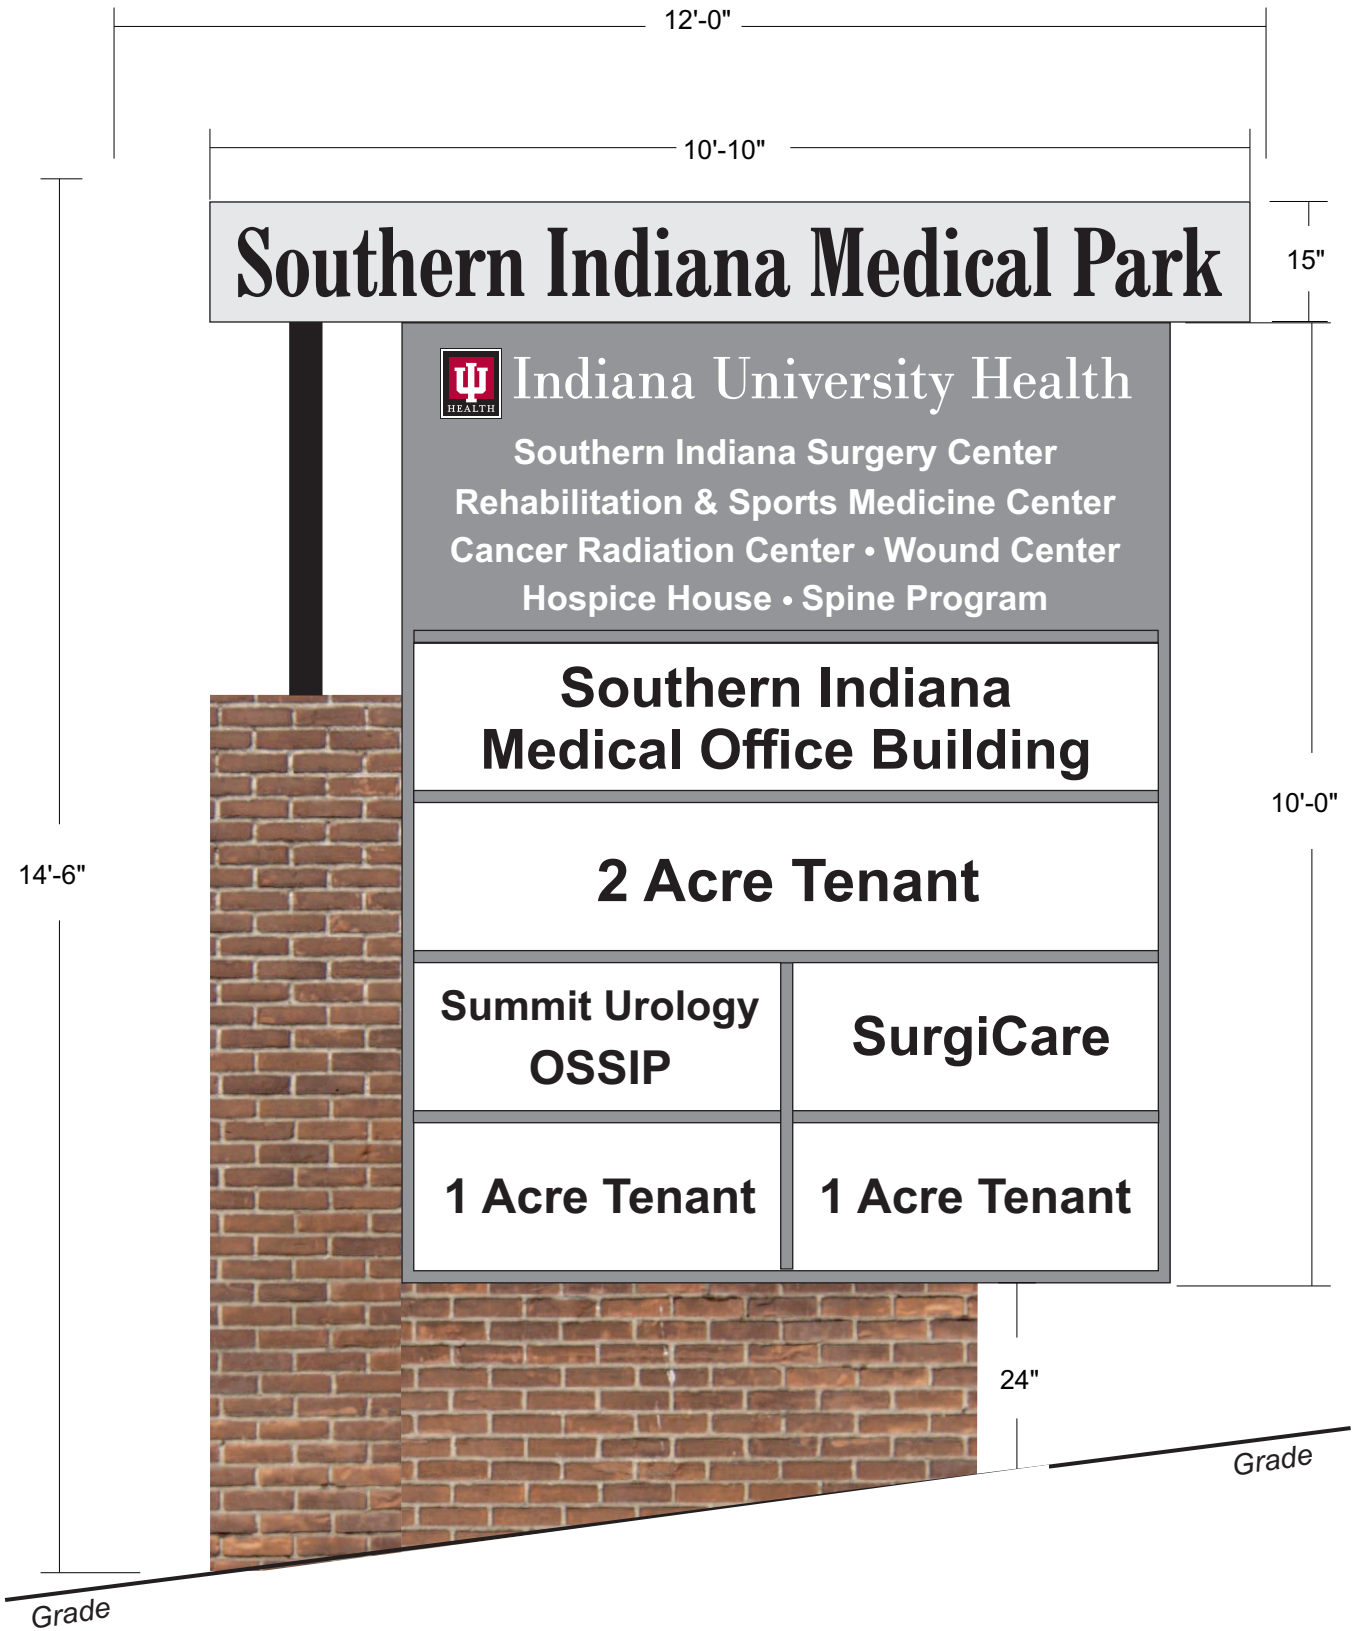 12'-0"
10'-10"
Southern Indiana Medical Park
15"
IU
HEALTH
Indiana University Health
Southern Indiana Surgery Center
Rehabilitation & Sports Medicine Center
Cancer Radiation Center • Wound Center
Hospice House • Spine Program
Southern Indiana
Medical Office Building
10'-0"
2 Acre Tenant
14'-6"
Summit Urology
OSSIP
SurgiCare
1 Acre Tenant
1 Acre Tenant
24"
Grade
Grade